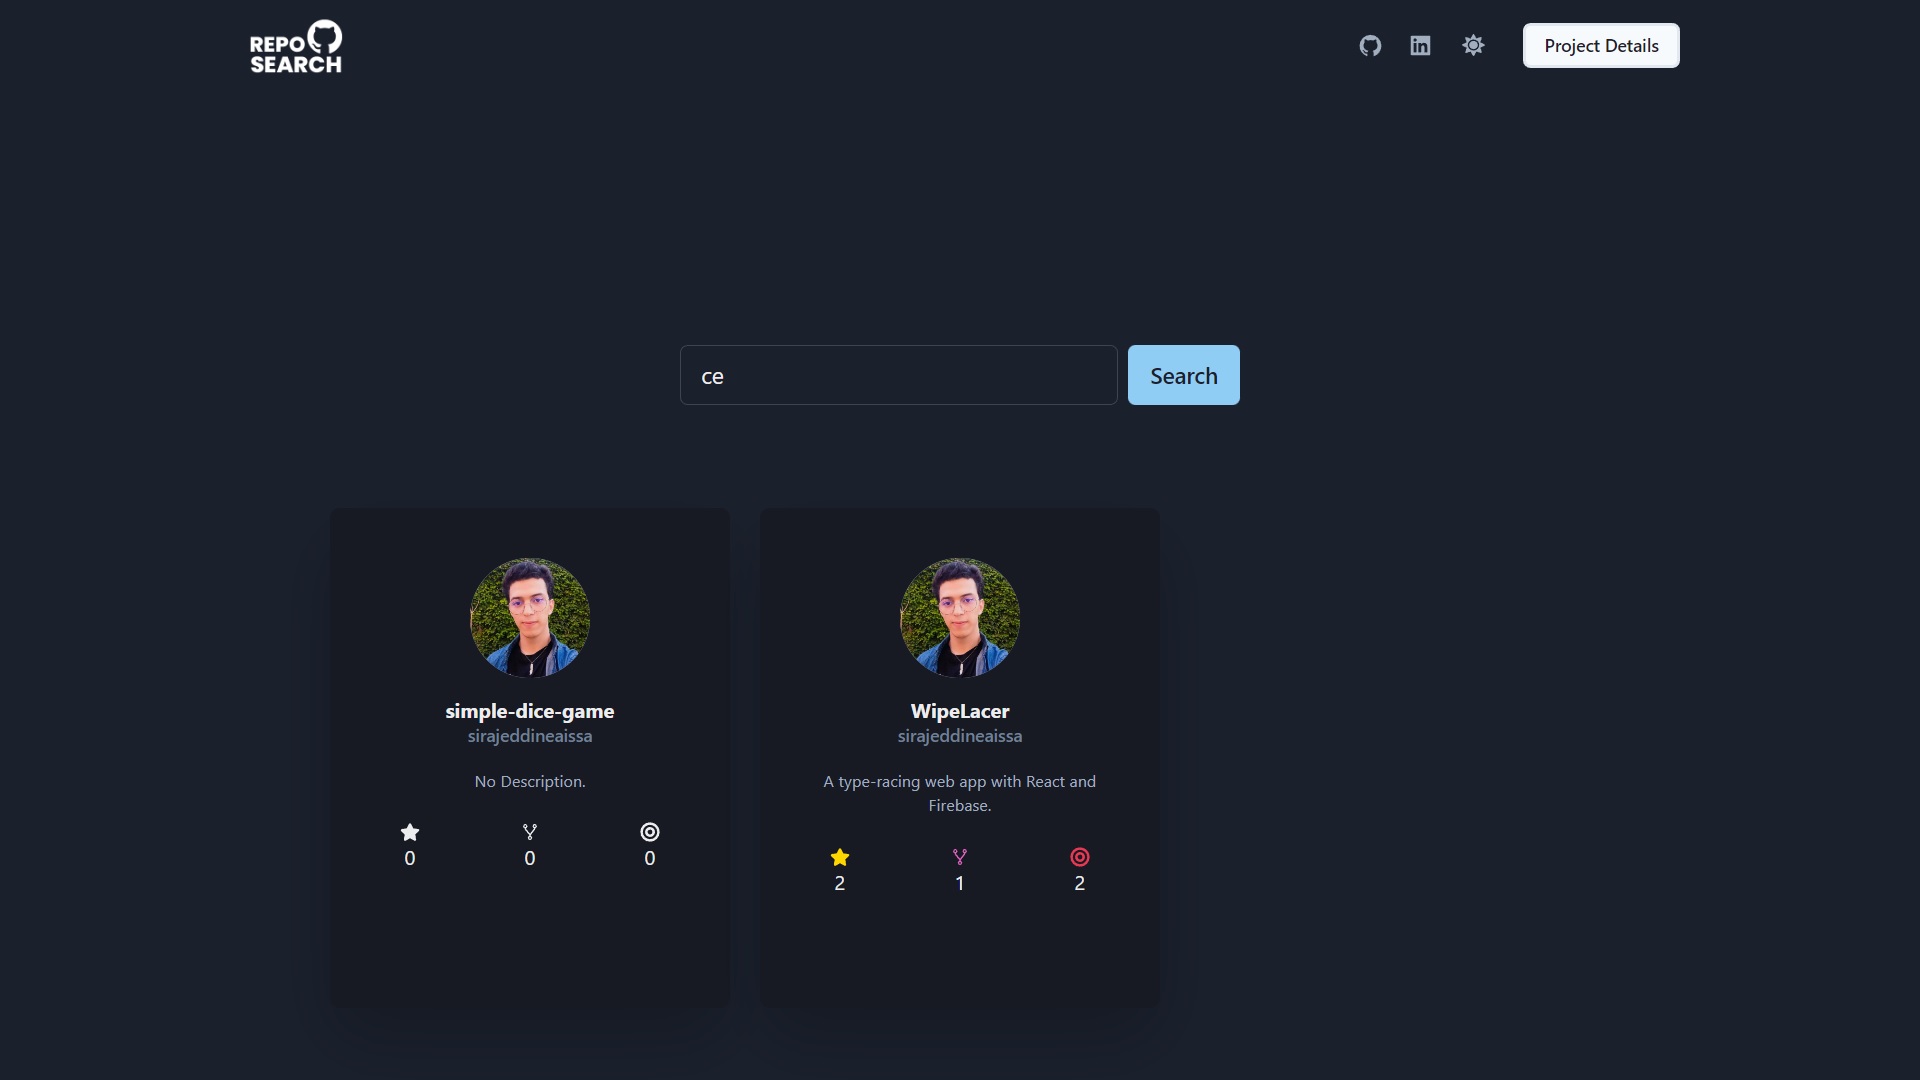 REPO
SEARCH
Project Details
ce
Search
simple-dice-game
sirajeddineaissa
No Description.
0
0
0
WipeLacer
sirajeddineaissa
A type-racing web app with React and
Firebase.
2
1
2